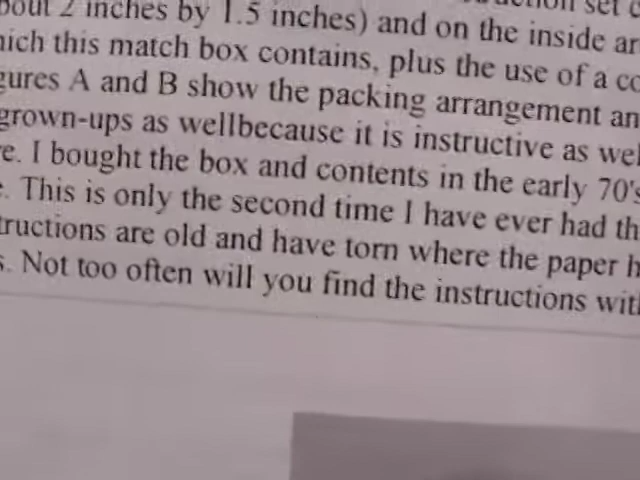 bout 2 inches by 1.5 inches) and on the inside ar
hich this match box contains, plus the use of a co
gures A and B show the packing arrangement an
grown-ups as wellbecause it is instructive as wel
e. I bought the box and contents in the early 70's
. This is only the second time I have ever had th
tructions are old and have torn where the paper h
s. Not too often will you find the instructions wit